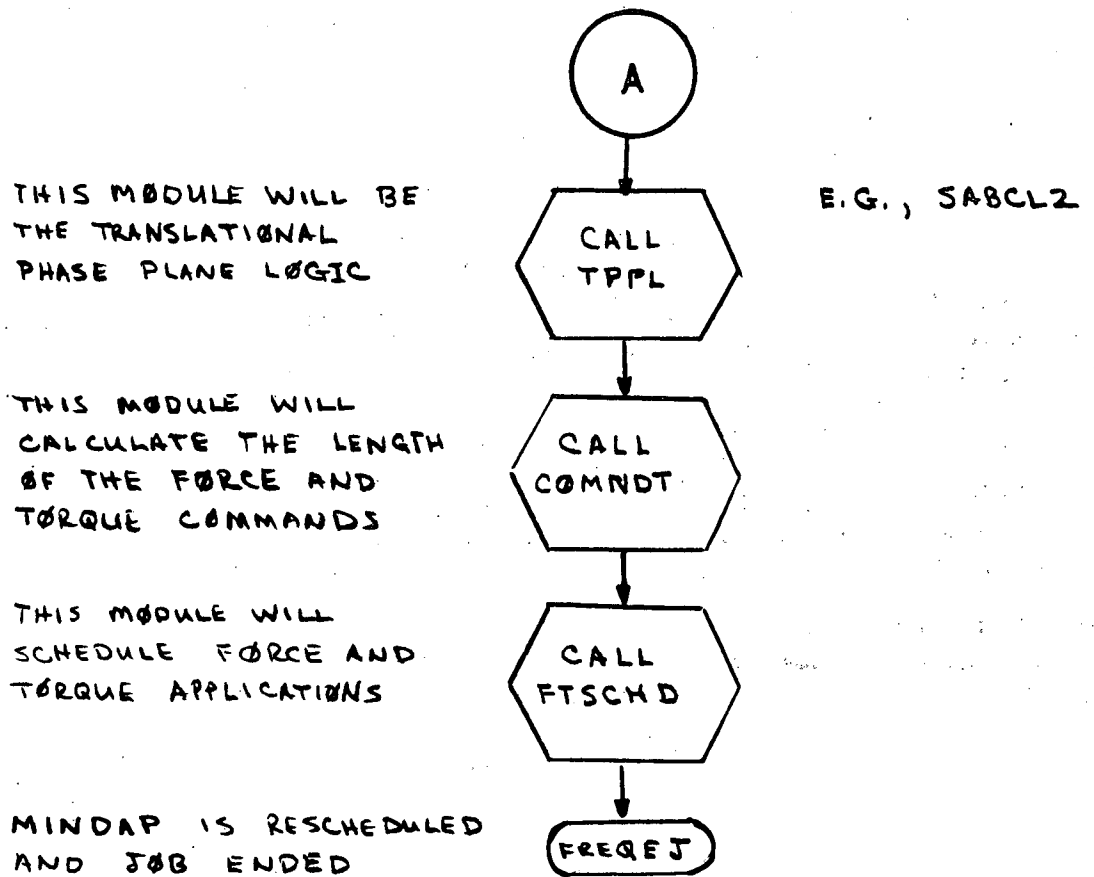 A
THIS MØDULE WILL BE
THE TRANSLATIØNAL
PHASE PLANE LØGIC
CALL
TPPL
E.G., SABCL2
THIS MØDULE WILL
CALCULATE THE LENGTH
ØF THE FØRCE AND
TØRQUE CØMMANDS
CALL
CØMNDT
THIS MØDULE WILL
SCHEDULE FØRCE AND
TØRQUE APPLICATIØNS
CALL
FTSCHD
MINDAP IS RESCHEDULED
AND JØB ENDED
FREQEJ